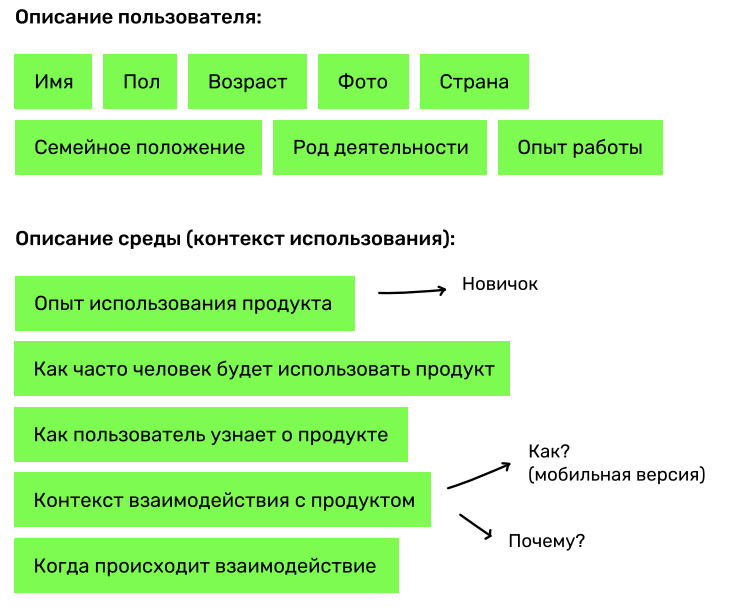 Описание пользователя:
Имя
Пол
Возраст
Фото
Страна
Семейное положение
Род деятельности
Опыт работы
Описание среды (контекст использования):
Опыт использования продукта
Новичок
Как часто человек будет использовать продукт
Как пользователь узнает о продукте
Контекст взаимодействия с продуктом
Как?
(мобильная версия)
Почему?
Когда происходит взаимодействие